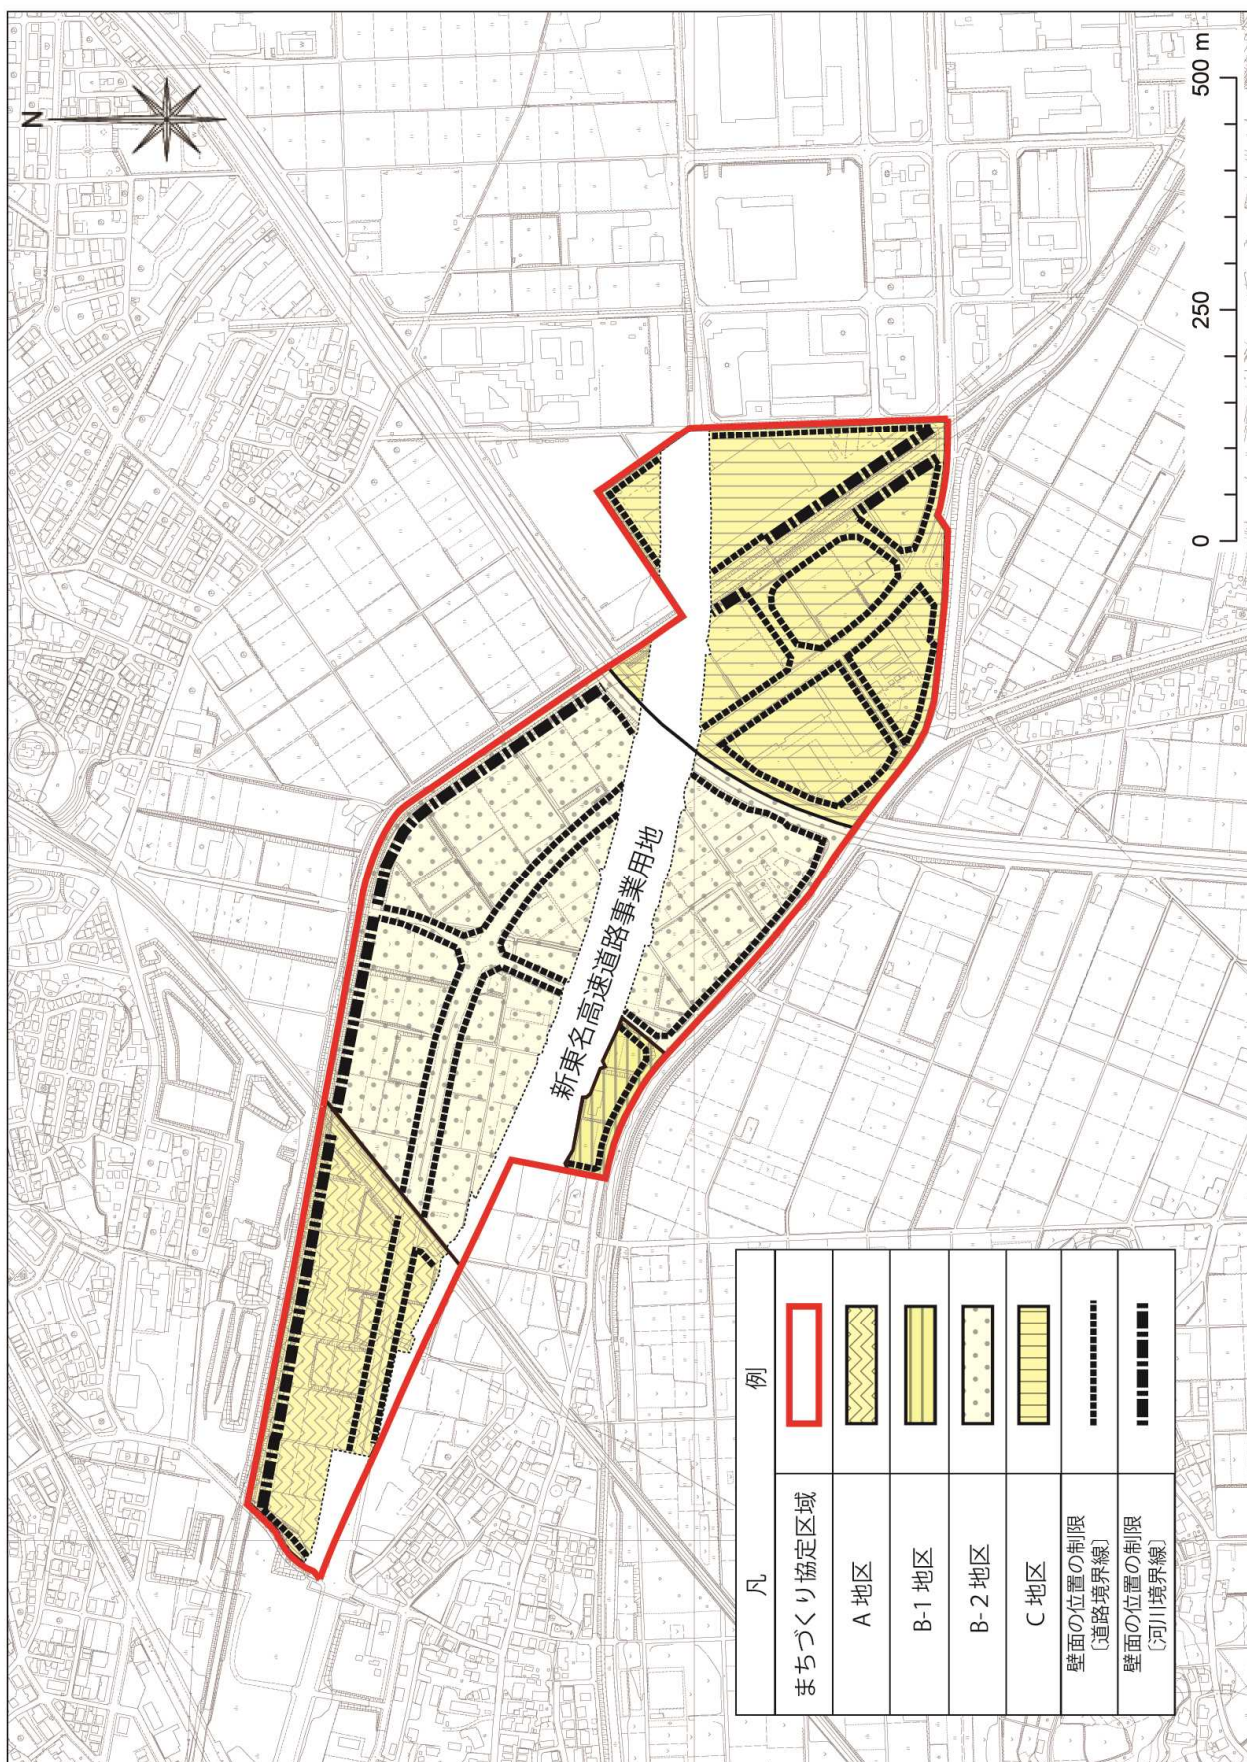 N
新東名高速道路事業用地
0 250 500 m
凡 例
まちづくり協定区域
A 地区
B-1 地区
B-2 地区
C 地区
壁面の位置の制限
〔道路境界線〕
壁面の位置の制限
〔河川境界線〕